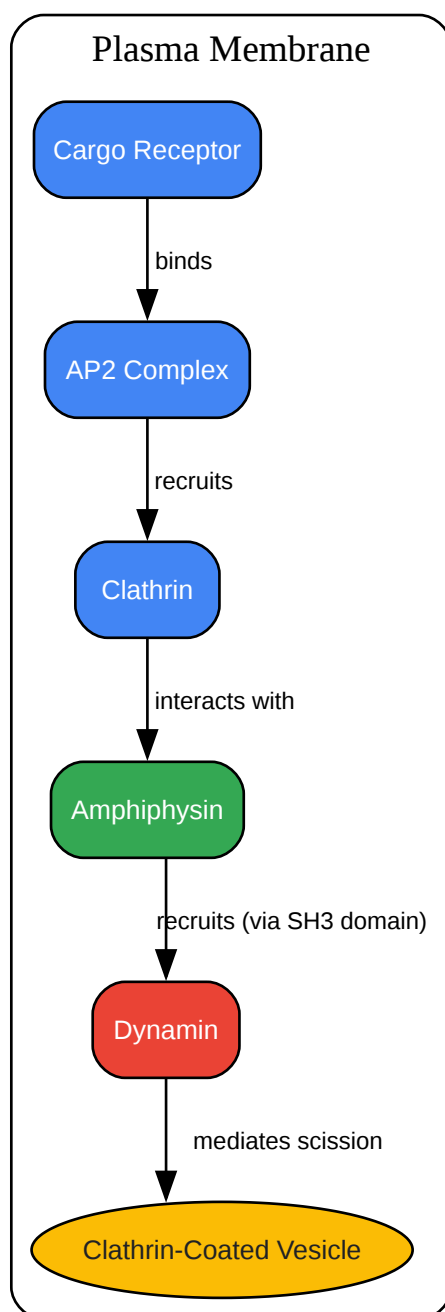 Plasma Membrane
Cargo Receptor
binds
AP2 Complex
recruits
Clathrin
interacts with
Amphiphysin
recruits (via SH3 domain)
Dynamin
mediates scission
Clathrin-Coated Vesicle